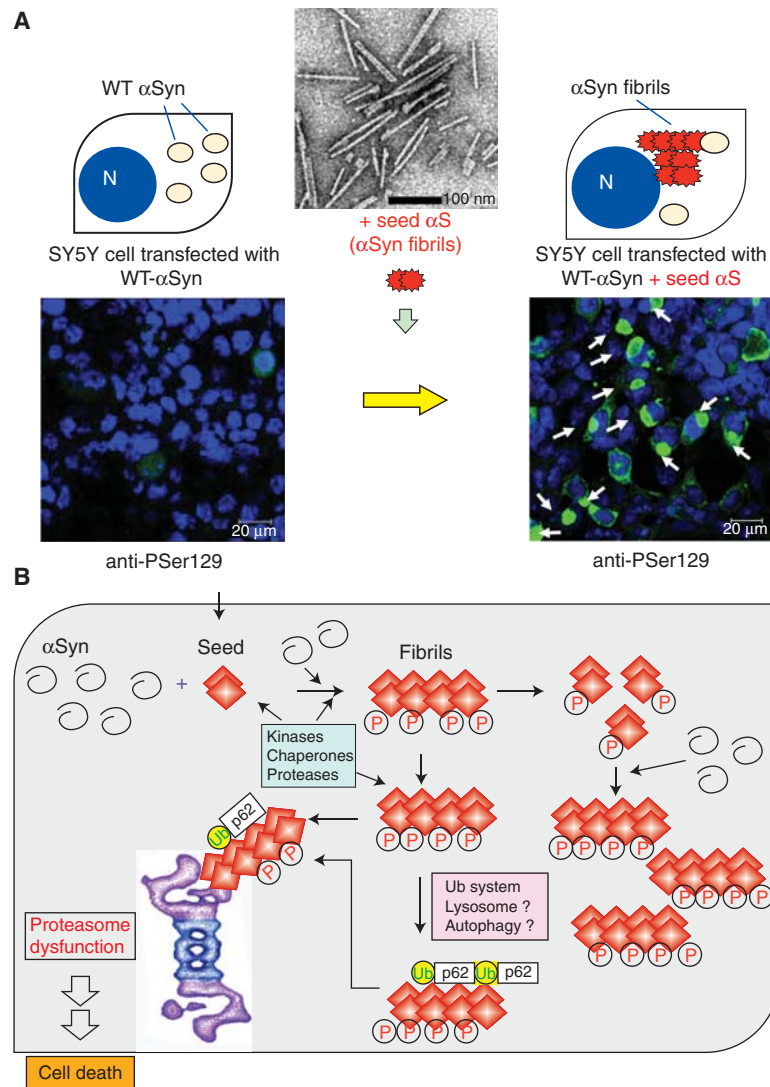 A
WT αSyn
N
SY5Y cell transfected with
WT-αSyn
100 nm
+ seed αS
(αSyn fibrils)
αSyn fibrils
N
SY5Y cell transfected with
WT-αSyn + seed αS
20 μm
anti-PSer129
20 μm
anti-PSer129
B
αSyn
+
Seed
Fibrils
P P P P
P P
P
Kinases
Chaperones
Proteases
P P P P
P P P P
P P P P
P P P P
Ub p62
P P
Ub system
Lysosome ?
Autophagy ?
Ub p62 Ub p62
P P P P
Proteasome
dysfunction
Cell death